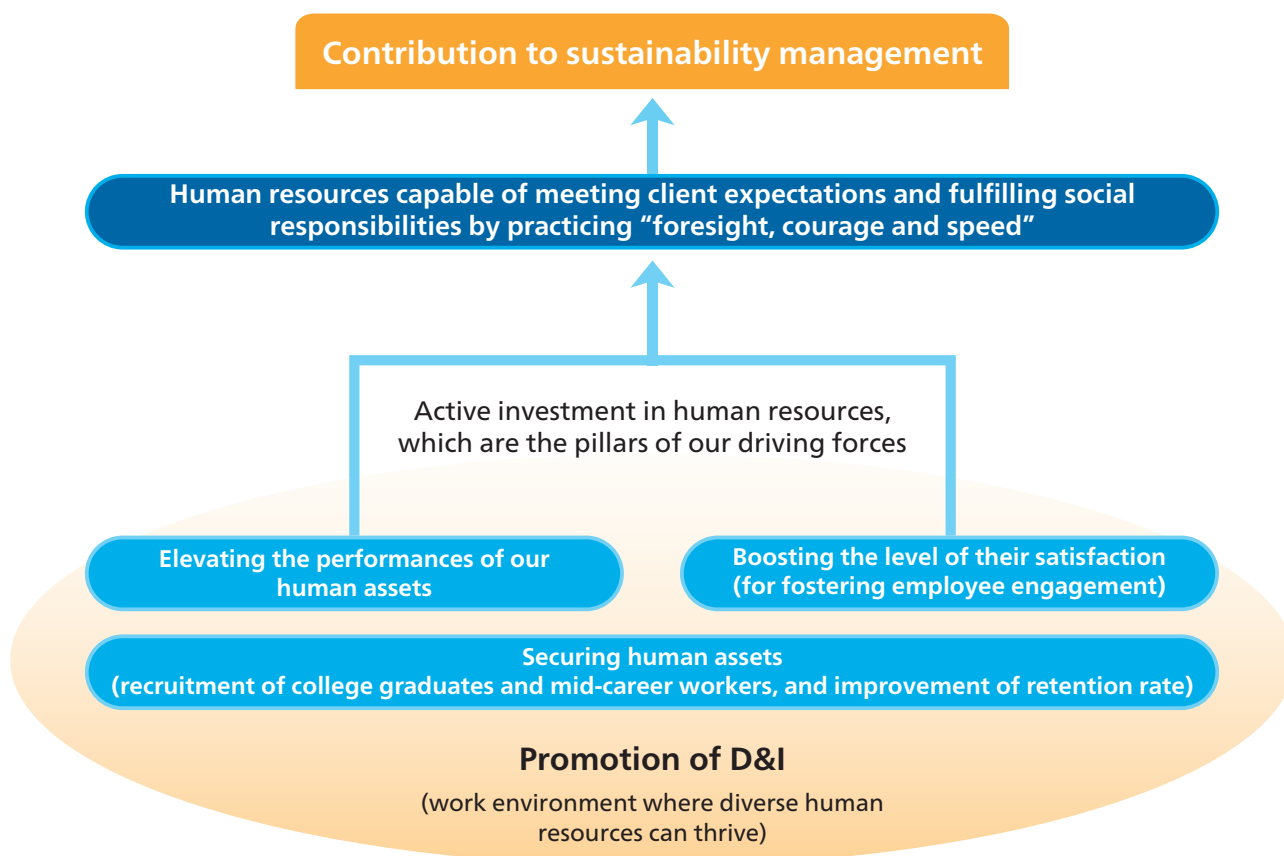 Contribution to sustainability management
Human resources capable of meeting client expectations and fulfilling social
responsibilities by practicing “foresight, courage and speed”
Active investment in human resources,
which are the pillars of our driving forces
Elevating the performances of our
human assets
Boosting the level of their satisfaction
(for fostering employee engagement)
Securing human assets
(recruitment of college graduates and mid-career workers, and improvement of retention rate)
Promotion of D&I
(work environment where diverse human
resources can thrive)